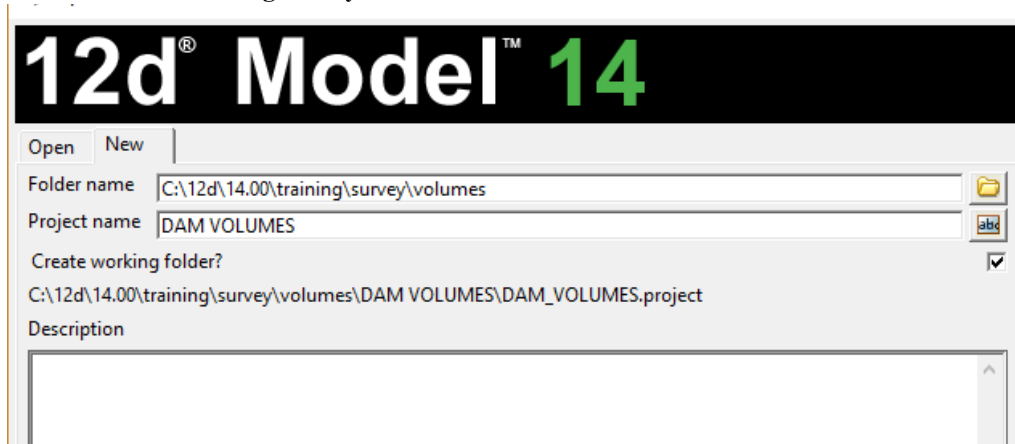 12d® Model™ 14
Open New
Folder name C:\12d\14.00\training\survey\volumes
Project name DAM VOLUMES
abc
Create working folder?
C:\12d\14.00\training\survey\volumes\DAM VOLUMES\DAM_VOLUMES.project
Description